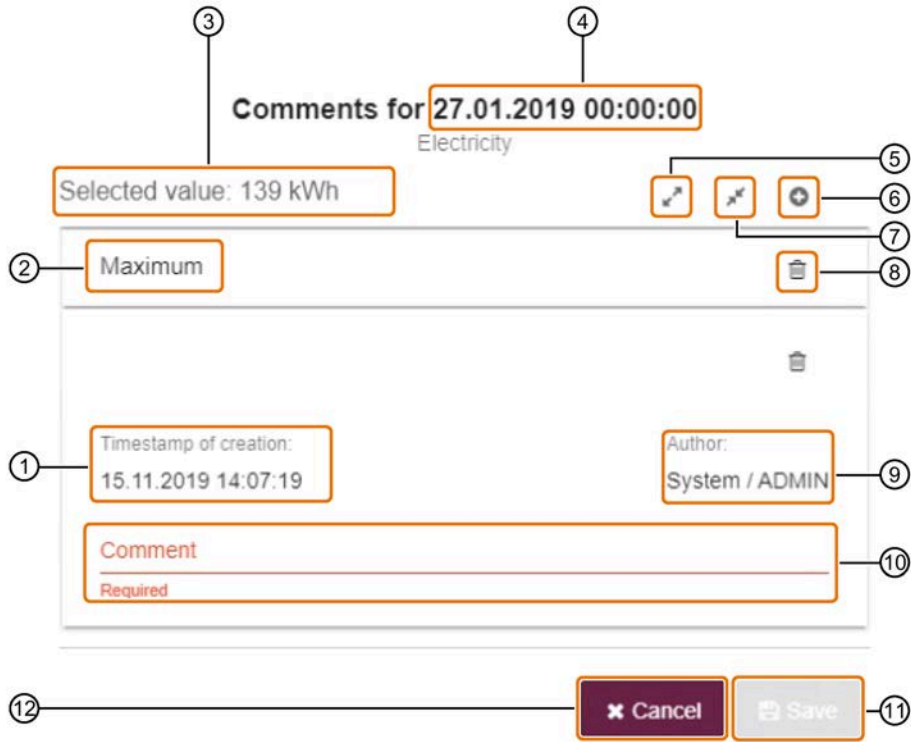 ③ ④
Comments for 27.01.2019 00:00:00
Electricity
⑤
Selected value: 139 kWh
⑥
⑦
② Maximum ⑧
Timestamp of creation: Author:
① 15.11.2019 14:07:19 System / ADMIN ⑨
Comment
⑩
Required
⑫ Cancel Save ⑪